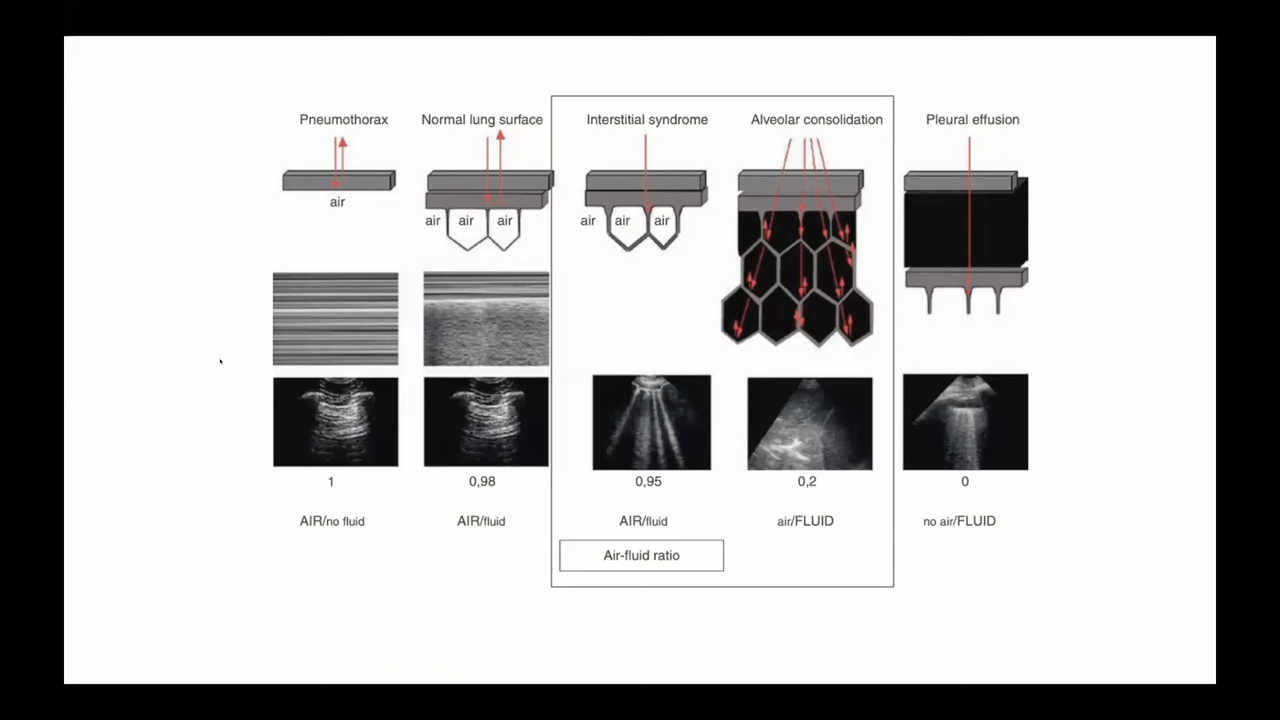 Pneumothorax
Normal lung surface
Interstitial syndrome
Alveolar consolidation
Pleural effusion
air
air
air
air
air
air
air
1
0,98
0,95
0,2
0
AIR/no fluid
AIR/fluid
AIR/fluid
air/FLUID
no air/FLUID
Air-fluid ratio